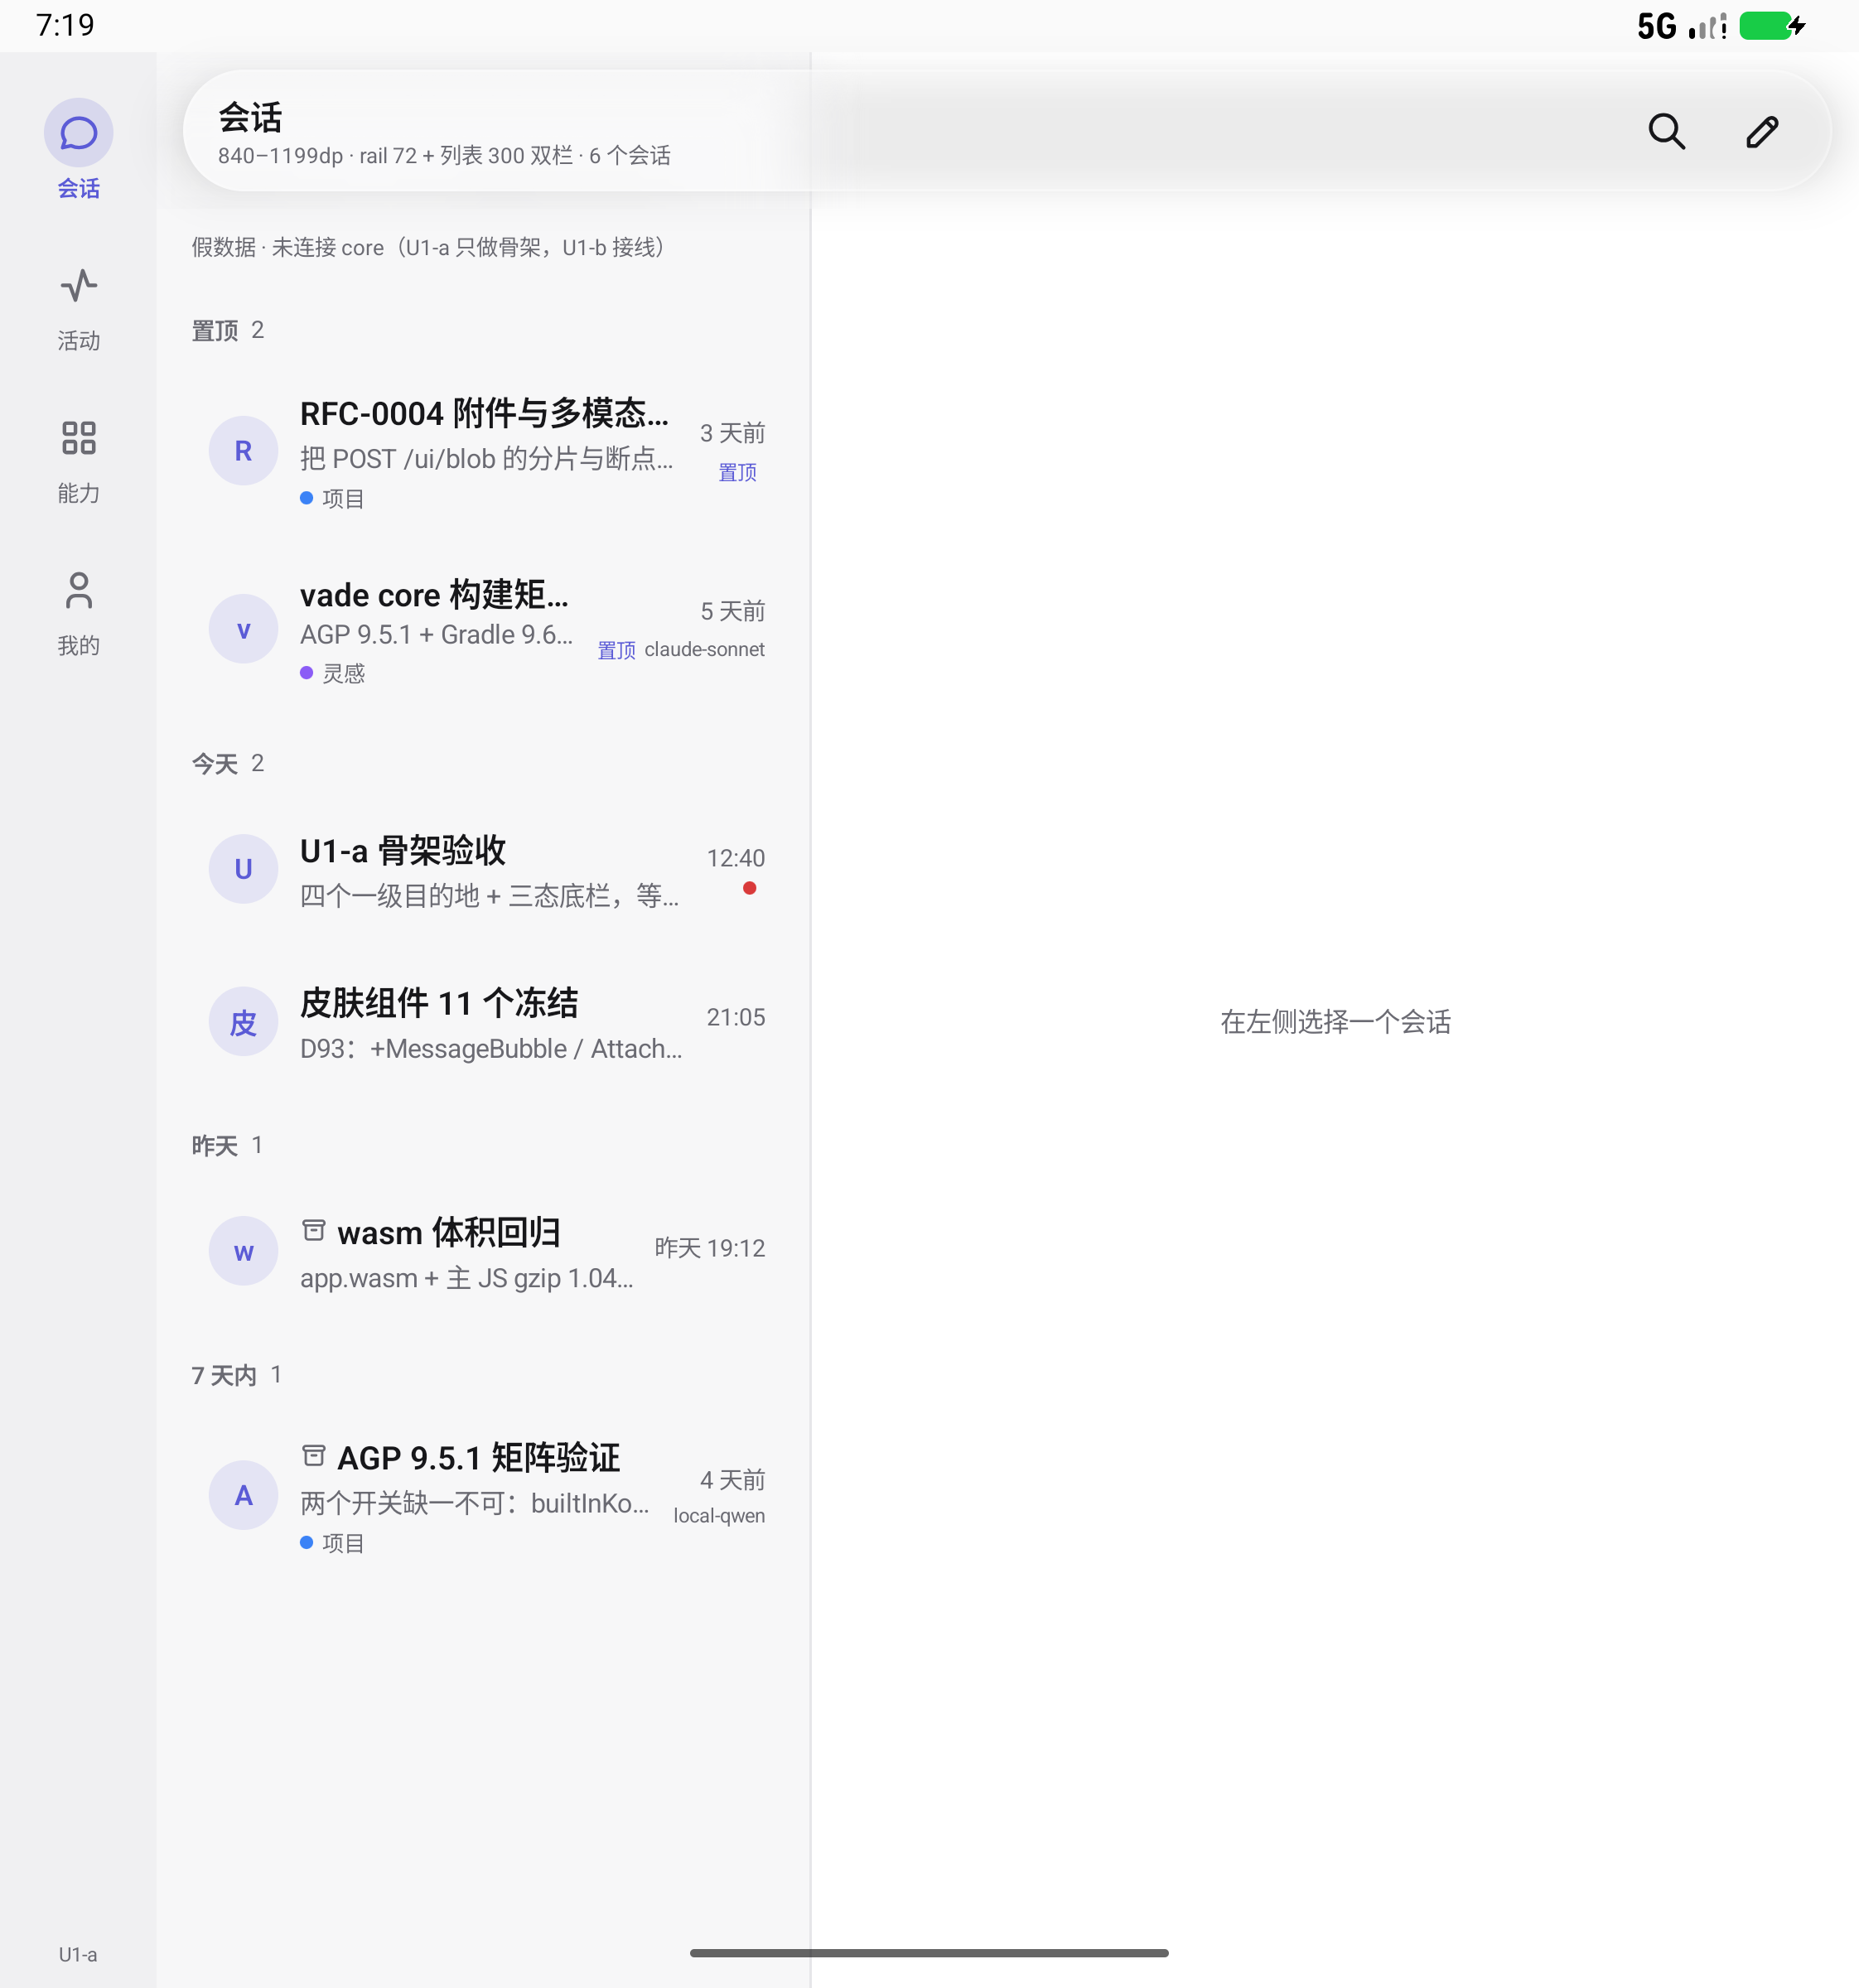 7:19
5G
会话
840–1199dp · rail 72 + 列表 300 双栏 · 6 个会话
会话
活动
能力
我的
U1-a
假数据 · 未连接 core（U1-a 只做骨架，U1-b 接线）
置顶 2
R
RFC-0004 附件与多模态…
3 天前
把 POST /ui/blob 的分片与断点…
置顶
项目
v
vade core 构建矩…
5 天前
AGP 9.5.1 + Gradle 9.6…
置顶 claude-sonnet
灵感
今天 2
U
U1-a 骨架验收
12:40
四个一级目的地 + 三态底栏，等…
皮
皮肤组件 11 个冻结
21:05
D93：+MessageBubble / Attach…
昨天 1
w
wasm 体积回归
昨天 19:12
app.wasm + 主 JS gzip 1.04…
7 天内 1
A
AGP 9.5.1 矩阵验证
4 天前
两个开关缺一不可：builtInKo…
local-qwen
项目
在左侧选择一个会话